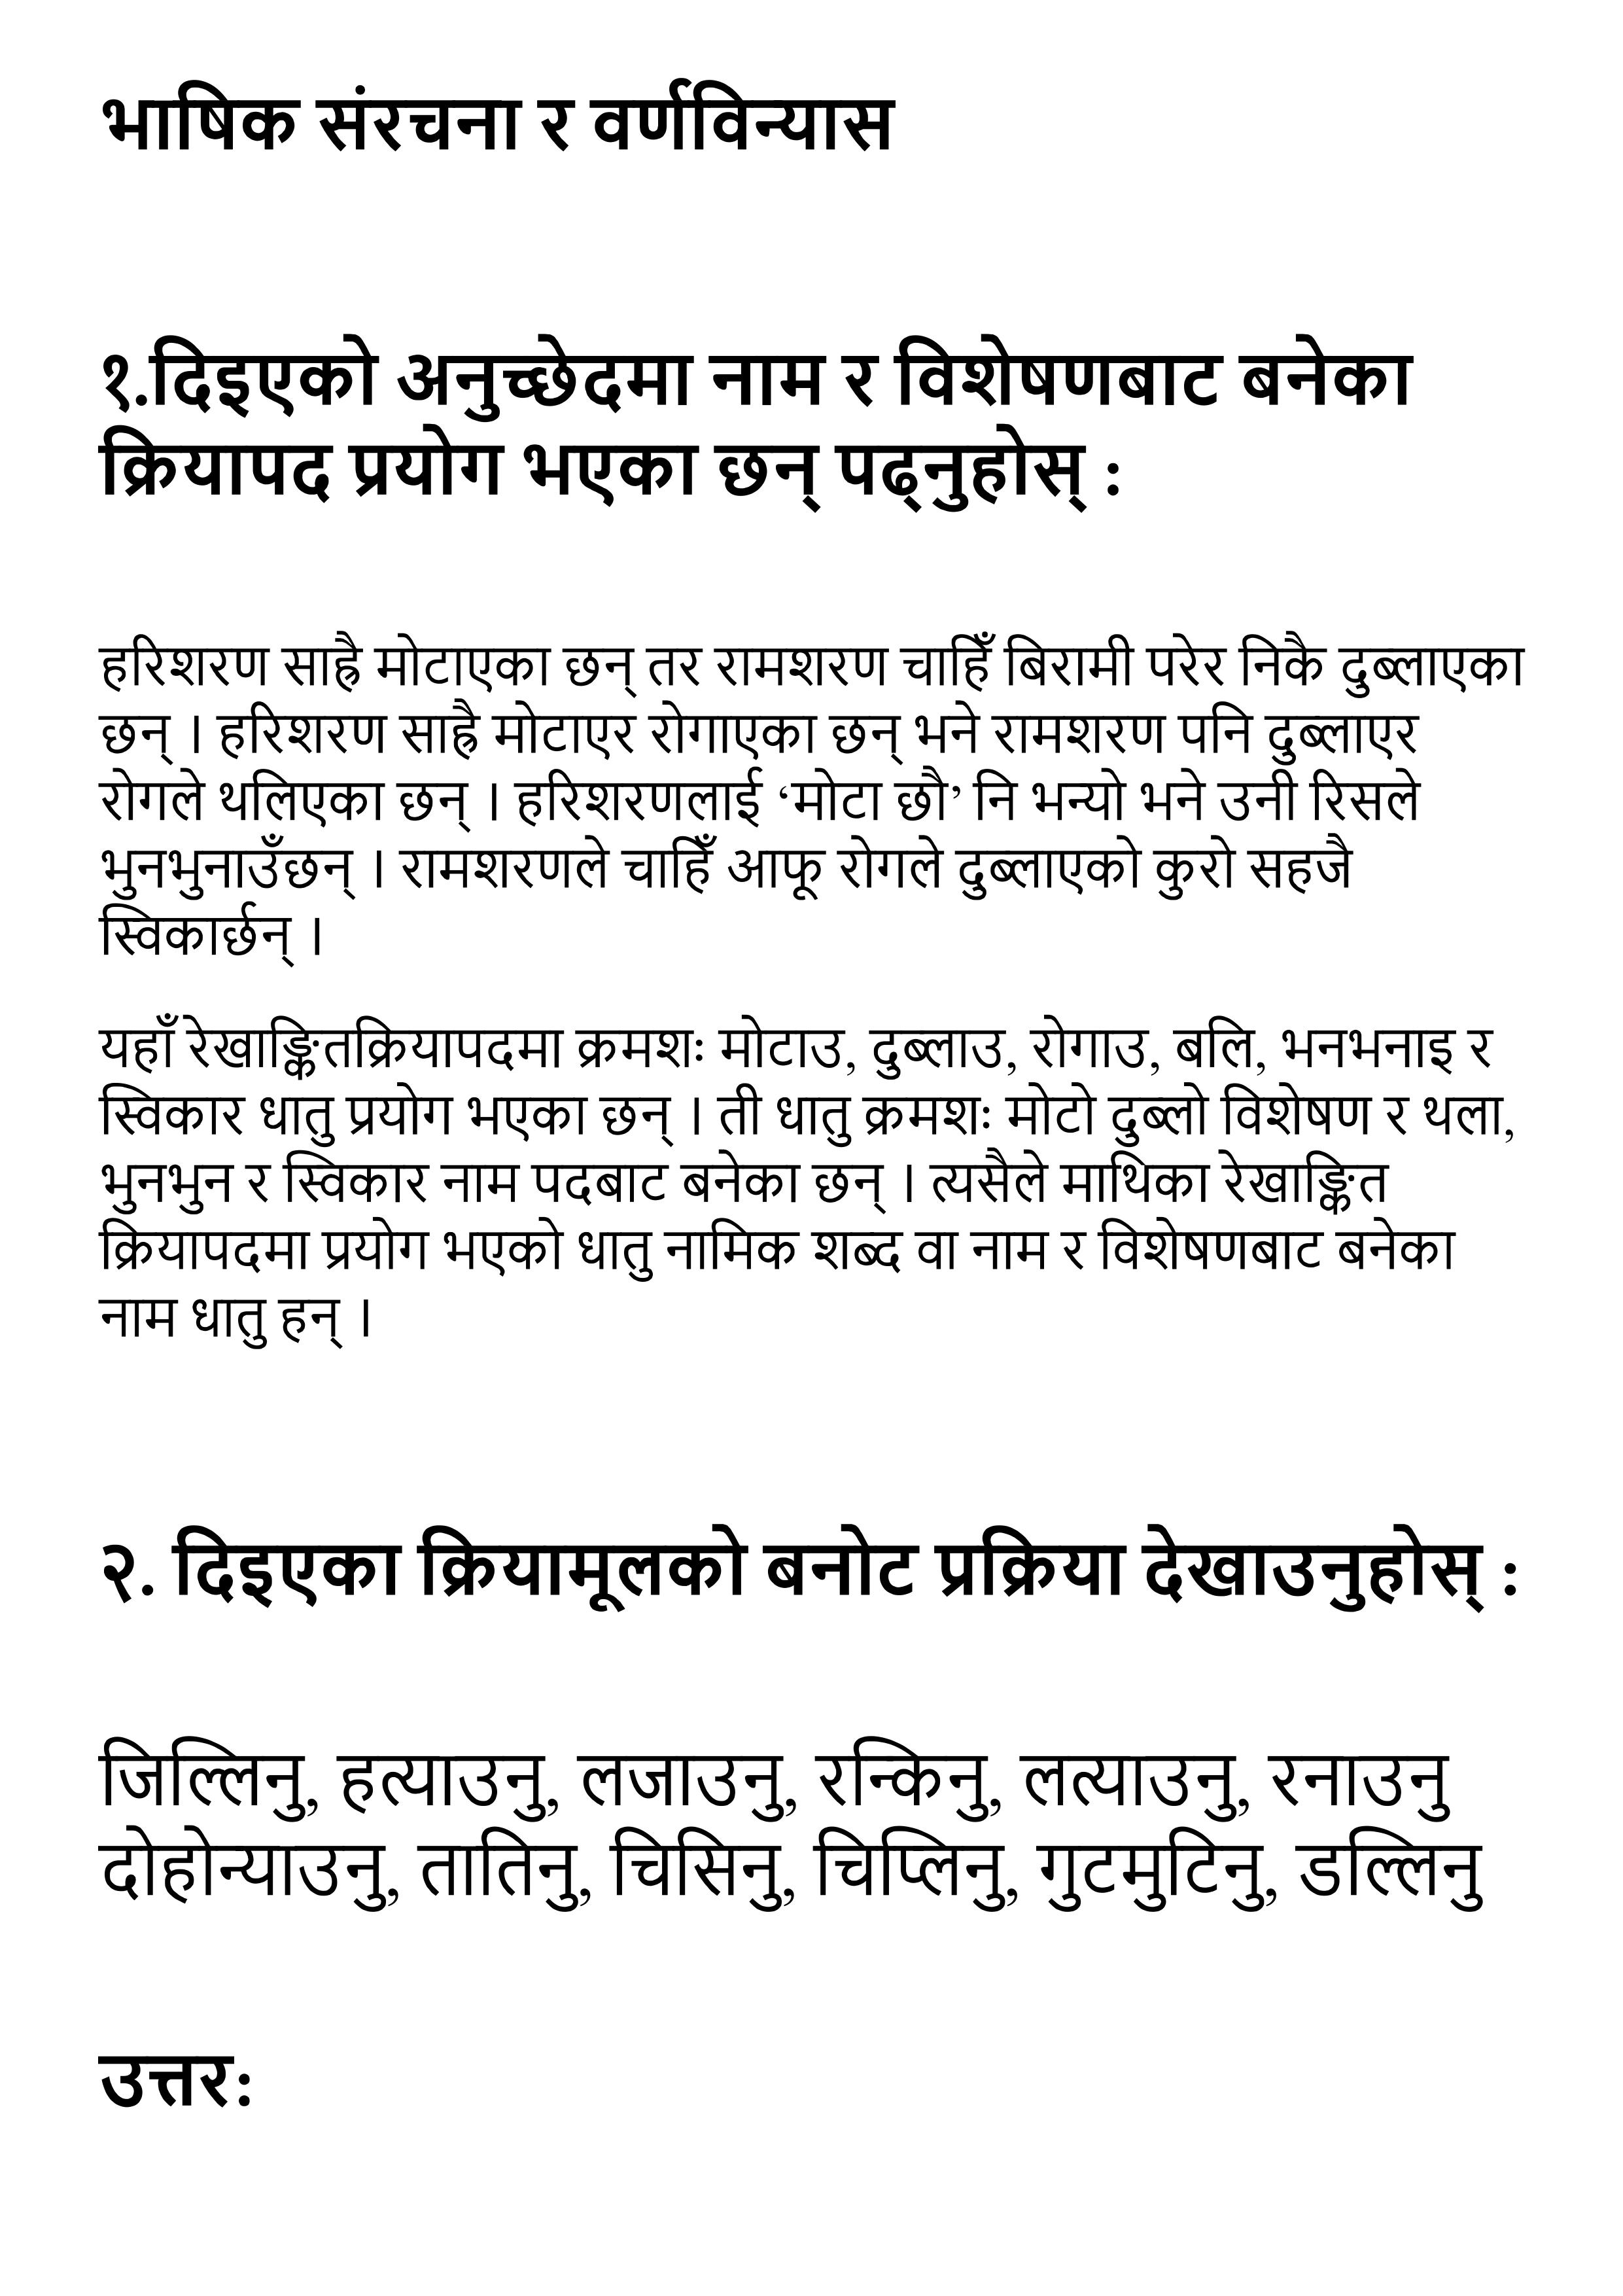 भाषिक संरचना र वर्णविन्यास
१.दिइएको अनुच्छेदमा नाम र विशेषणबाट बनेका
क्रियापद प्रयोग भएका छन् पढ्नुहोस् :
हरिशरण साह्रै मोटाएका छन् तर रामशरण चाहिँ बिरामी परेर निकै दुब्लाएका
छन् । हरिशरण साह्रै मोटाएर रोगाएका छन् भने रामशरण पनि दुब्लाएर
रोगले थलिएका छन् । हरिशरणलाई ‘मोटा छौ’ नि भन्यो भने उनी रिसले
भुनभुनाउँछन् । रामशरणले चाहिँ आफू रोगले दुब्लाएको कुरो सहजै
स्विकार्छन् ।
यहाँ रेखाङ्कितक्रियापदमा क्रमशः मोटाउ, दुब्लाउ, रोगाउ, बलि, भनभनाइ र
स्विकार धातु प्रयोग भएका छन् । ती धातु क्रमशः मोटो दुब्लो विशेषण र थला,
भुनभुन र स्विकार नाम पदबाट बनेका छन् । त्यसैले माथिका रेखाङ्कित
क्रियापदमा प्रयोग भएको धातु नामिक शब्द वा नाम र विशेषणबाट बनेका
नाम धातु हन् ।
२. दिइएका क्रियामूलको बनोट प्रक्रिया देखाउनुहोस् :
जिल्लिनु, हत्याउनु, लजाउनु, रन्किनु, लत्याउनु, रनाउनु
दोहोन्याउनु, तातिनु, चिसिनु, चिप्लिनु, गुटमुटिनु, डल्लिनु
उत्तर: